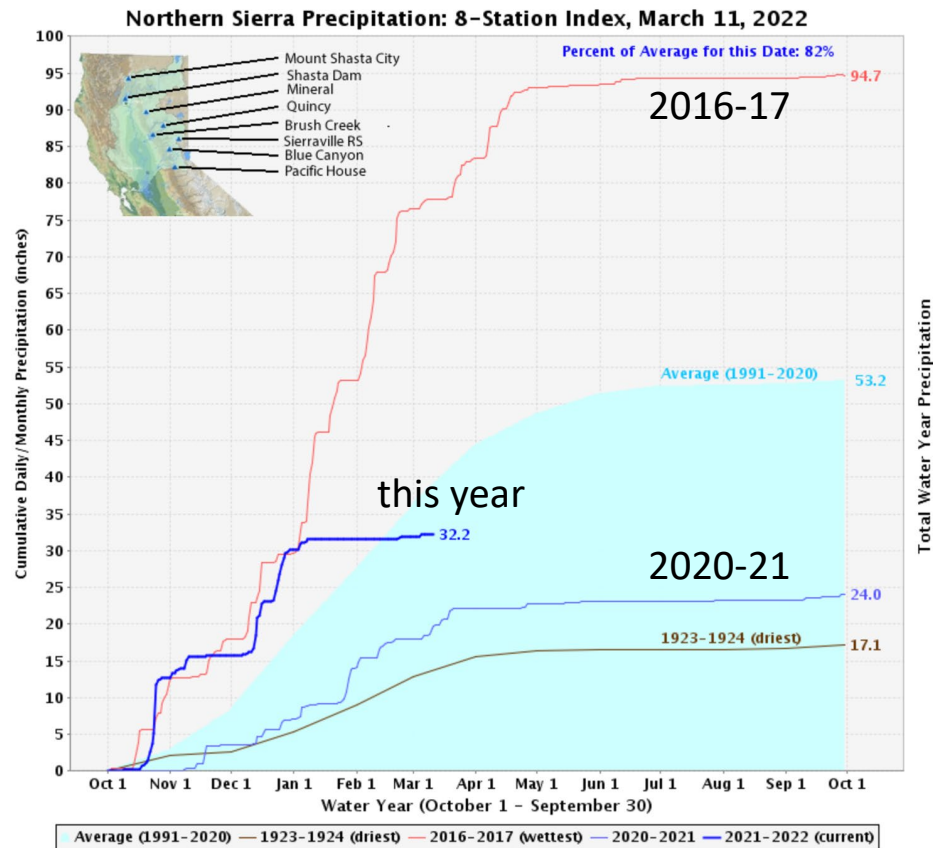 Northern Sierra Precipitation: 8-Station Index, March 11, 2022
Percent of Average for this Date: 82%
Mount Shasta City
Shasta Dam
Mineral
Quincy
Brush Creek
Sierraville RS
Blue Canyon
Pacific House
94.7
2016-17
Average (1991-2020)
53.2
this year
32.2
2020-21
24.0
1923-1924 (driest)
17.1
Cumulative Daily/Monthly Precipitation (inches)
100
95
90
85
80
75
70
65
60
55
50
45
40
35
30
25
20
15
10
5
0
Total Water Year Precipitation
Oct 1 Nov 1 Dec 1 Jan 1 Feb 1 Mar 1 Apr 1 May 1 Jun 1 Jul 1 Aug 1 Sep 1 Oct 1
Water Year (October 1 - September 30)
Average (1991-2020) 1923-1924 (driest) 2016-2017 (wettest) 2020-2021 2021-2022 (current)